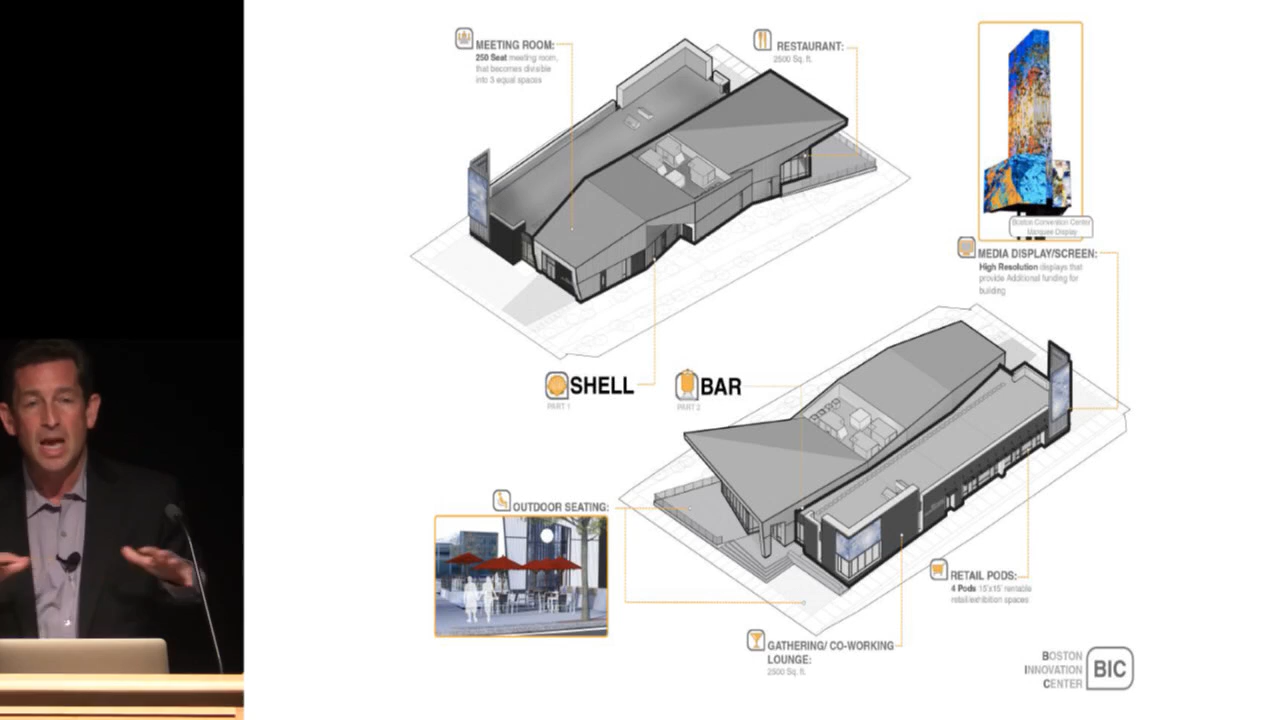 MEETING ROOM:
250 Seat meeting room,
that becomes divisible
into 3 equal spaces
RESTAURANT:
2500 Sq. ft.
Boston Convention Center
Marquee Display
MEDIA DISPLAY/SCREEN:
High Resolution displays that
provide Additional funding for
building
SHELL
PART 1
BAR
PART 2
OUTDOOR SEATING:
RETAIL PODS:
4 Pods 15'x15' rentable
retail/exhibition spaces
GATHERING/ CO-WORKING
LOUNGE:
2500 Sq. ft.
BOSTON
INNOVATION
CENTER
BIC